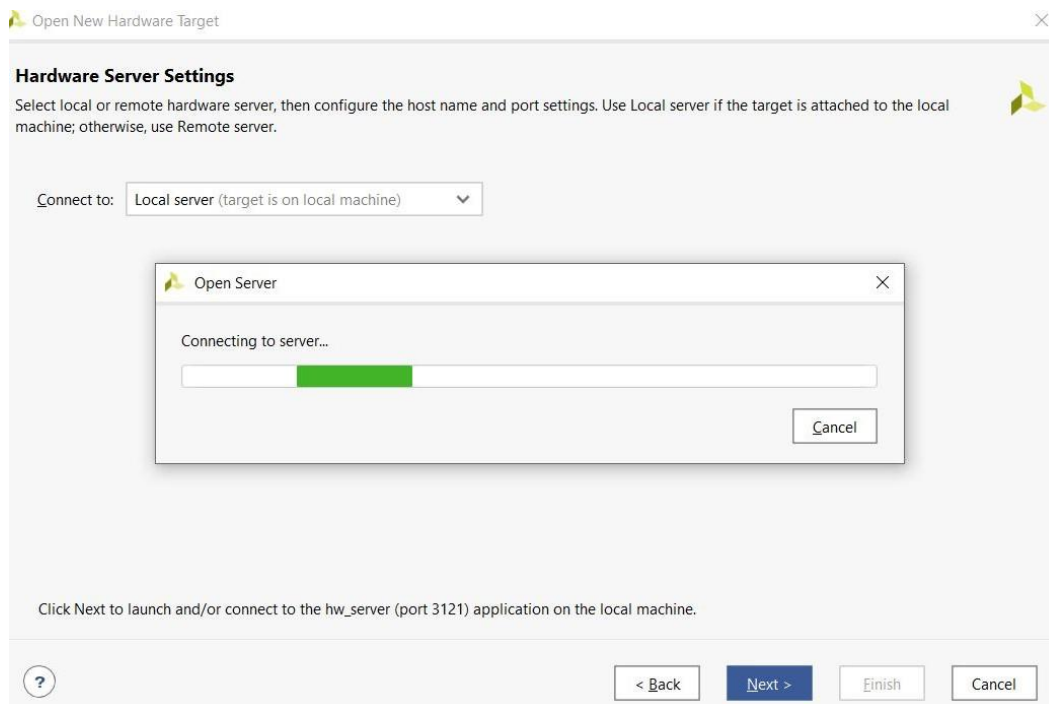 Open New Hardware Target
Hardware Server Settings
Select local or remote hardware server, then configure the host name and port settings. Use Local server if the target is attached to the local
machine; otherwise, use Remote server.
Connect to: Local server (target is on local machine)
Open Server
Connecting to server...
Cancel
Click Next to launch and/or connect to the hw_server (port 3121) application on the local machine.
? < Back Next > Finish Cancel